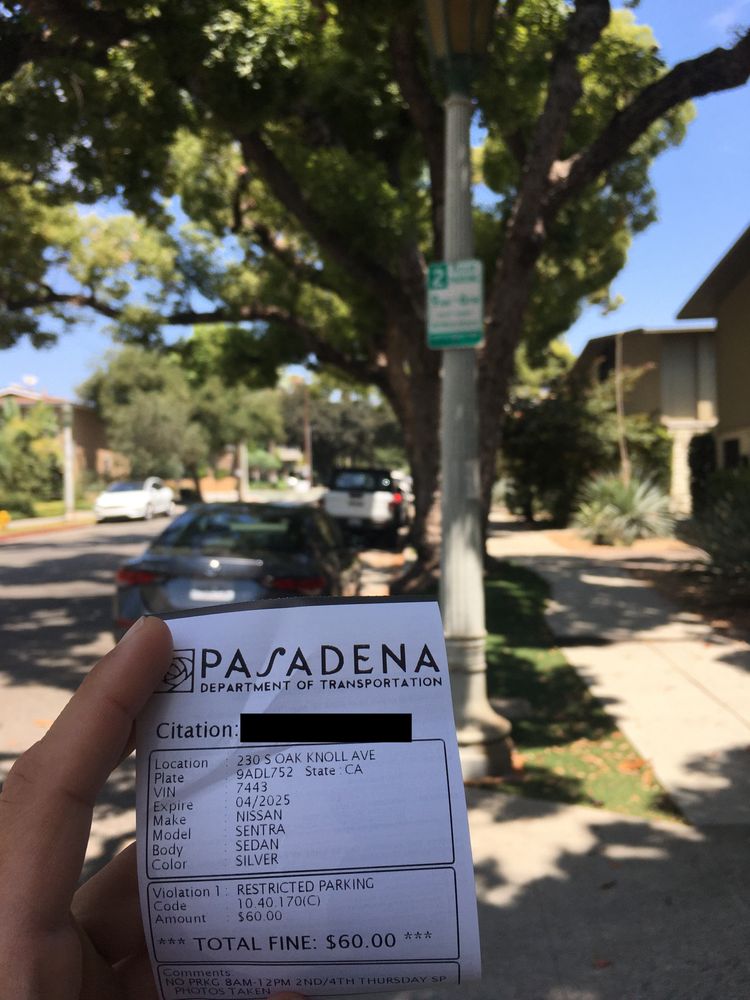 2
PASADENA
DEPARTMENT OF TRANSPORTATION
Citation:
Location : 230 S OAK KNOLL AVE
Plate : 9ADL752 State : CA
VIN : 7443
Expire : 04/2025
Make : NISSAN
Model : SENTRA
Body : SEDAN
Color : SILVER
Violation 1 : RESTRICTED PARKING
Code : 10.40.170(C)
Amount : $60.00
*** TOTAL FINE: $60.00 ***
Comments
NO PRKG 8AM-12PM 2ND/4TH THURSDAY SP
PHOTOS TAKEN